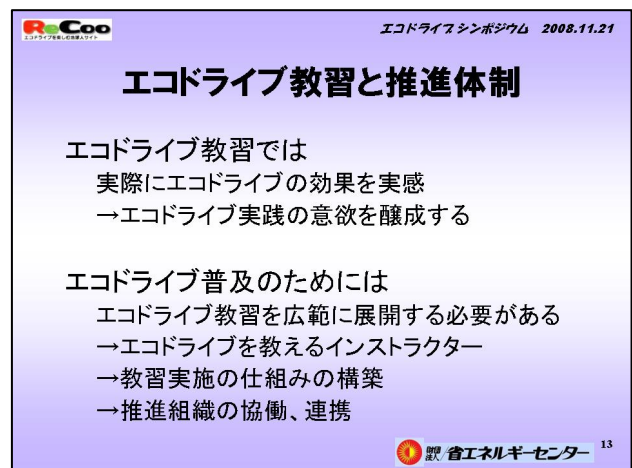 ReCoo
エコドライブシンポジウム 2008.11.21
エコドライブ教習と推進体制
エコドライブ教習では
実際にエコドライブの効果を実感
→エコドライブ実践の意欲を醸成する
エコドライブ普及のためには
エコドライブ教習を広範に展開する必要がある
→エコドライブを教えるインストラクター
→教習実施の仕組みの構築
→推進組織の協働、連携
財団法人 省エネルギーセンター
13